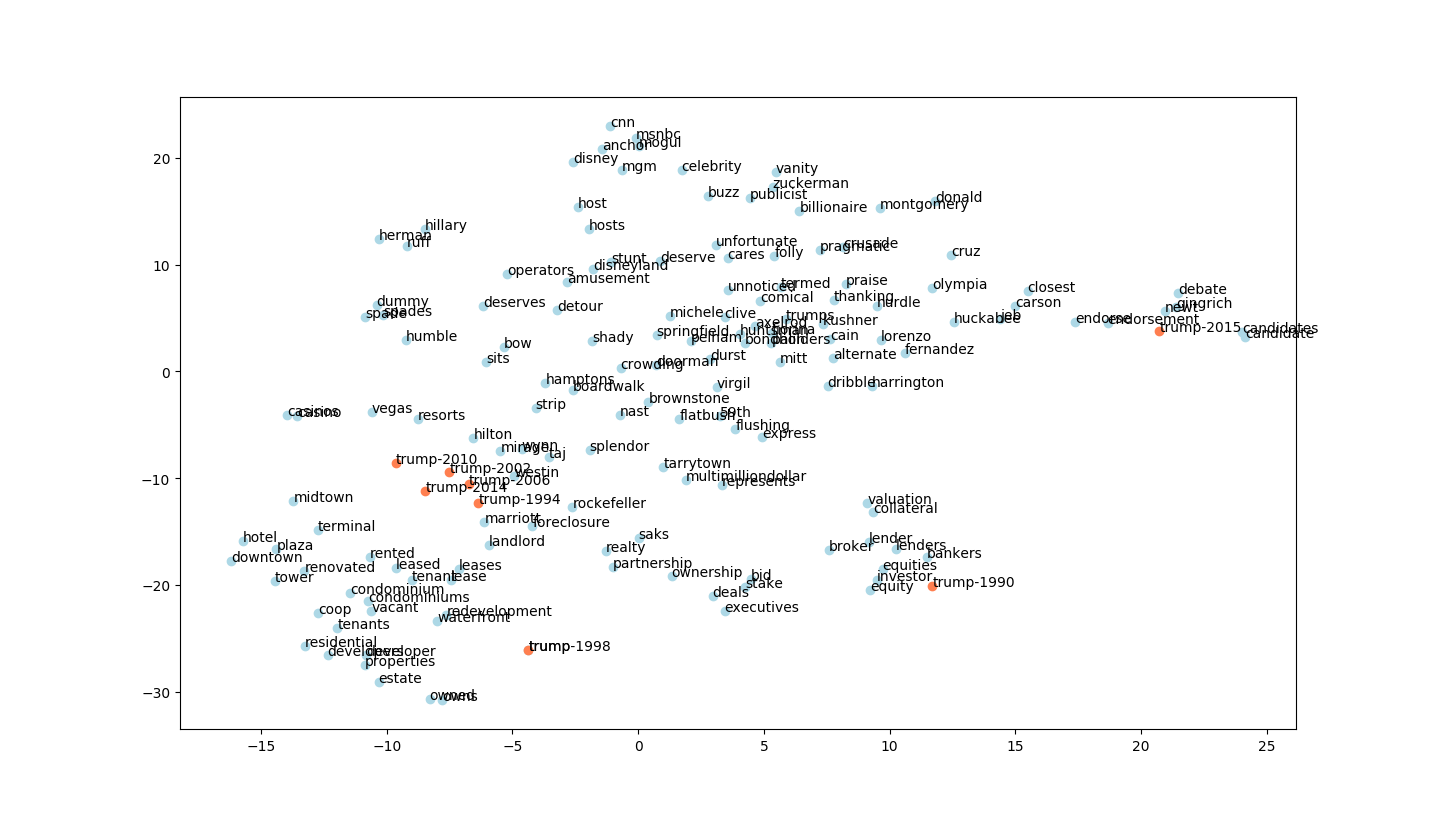 cnn
msnbc
mogul
anchor
disney
mgm
celebrity
vanity
zuckerman
buzz
publicist
billionaire
montgomery
donald
host
hosts
hillary
herman
ruff
unfortunate
cares
folly
pragmatic
crusade
cruz
stunt
disneyland
deserve
operators
amusement
unnoticed
termed
comical
praise
thanking
hurdle
olympia
closest
carson
jeb
huckabee
debate
gingrich
newt
endorse
endorsement
trump-2015
candidates
candidate
dummy
spades
spade
deserves
detour
humble
bow
sits
shady
michele
clive
trumps
kushner
axelrod
springfield
pelham
huntsman
bondi
builders
cain
lorenzo
fernandez
alternate
mitt
durst
doorman
crowding
hamptons
boardwalk
virgil
dribble
harrington
brownstone
strip
nast
flatbush
59th
flushing
express
casinos
casino
vegas
resorts
hilton
mirage
wynn
taj
splendor
trump-2010
trump-2002
westin
trump-2006
trump-2014
trump-1994
tarrytown
multimilliondollar
represents
midtown
rockefeller
valuation
collateral
marriott
foreclosure
terminal
hotel
plaza
downtown
landlord
saks
realty
partnership
lender
lenders
broker
bankers
rented
leased
leases
renovated
tower
tenant
lease
ownership
bid
stake
equities
investor
equity
trump-1990
condominium
condominiums
deals
executives
coop
vacant
redevelopment
waterfront
tenants
residential
developers
developer
trump-1998
properties
estate
owned
owns
20
10
0
−10
−20
−30
−15
−10
−5
0
5
10
15
20
25